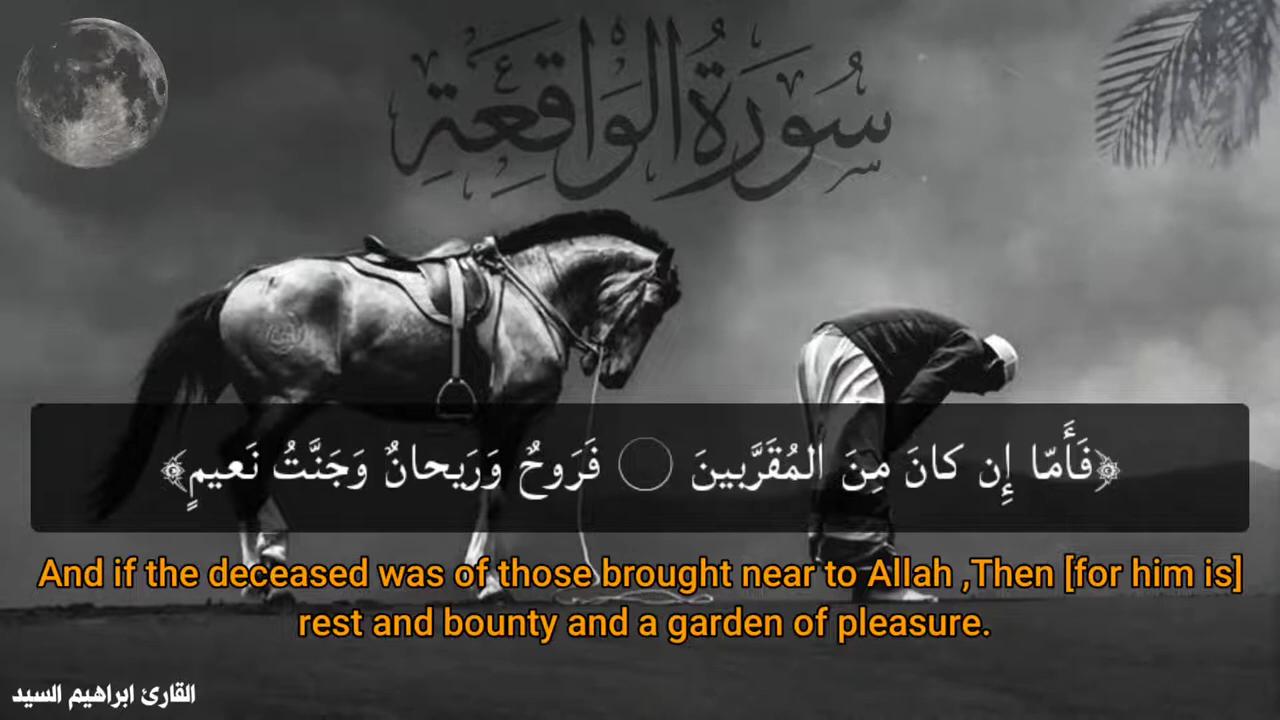 سُورَةُ الوَاقِعَةِ
﴿فَأَمّا إِن كانَ مِنَ المُقَرَّبينَ ۝ فَرَوحٌ وَرَيحانٌ وَجَنَّتُ نَعيمٍ﴾
And if the deceased was of those brought near to Allah ,Then [for him is]
rest and bounty and a garden of pleasure.
القارئ ابراهيم السيد